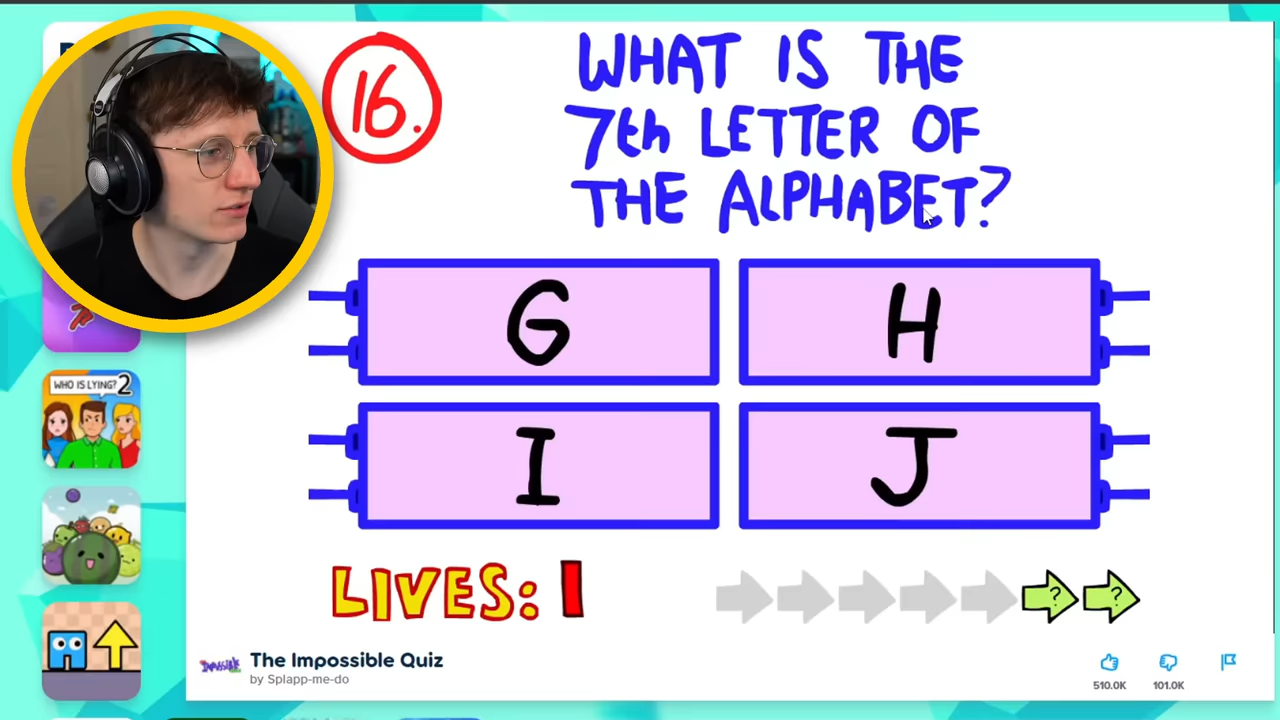 16.
WHAT IS THE
7th LETTER OF
THE ALPHABET?
G
H
I
J
WHO IS LYING? 2
LIVES: 1
? ?
The Impossible Quiz
by Splapp-me-do
510.0K
101.0K